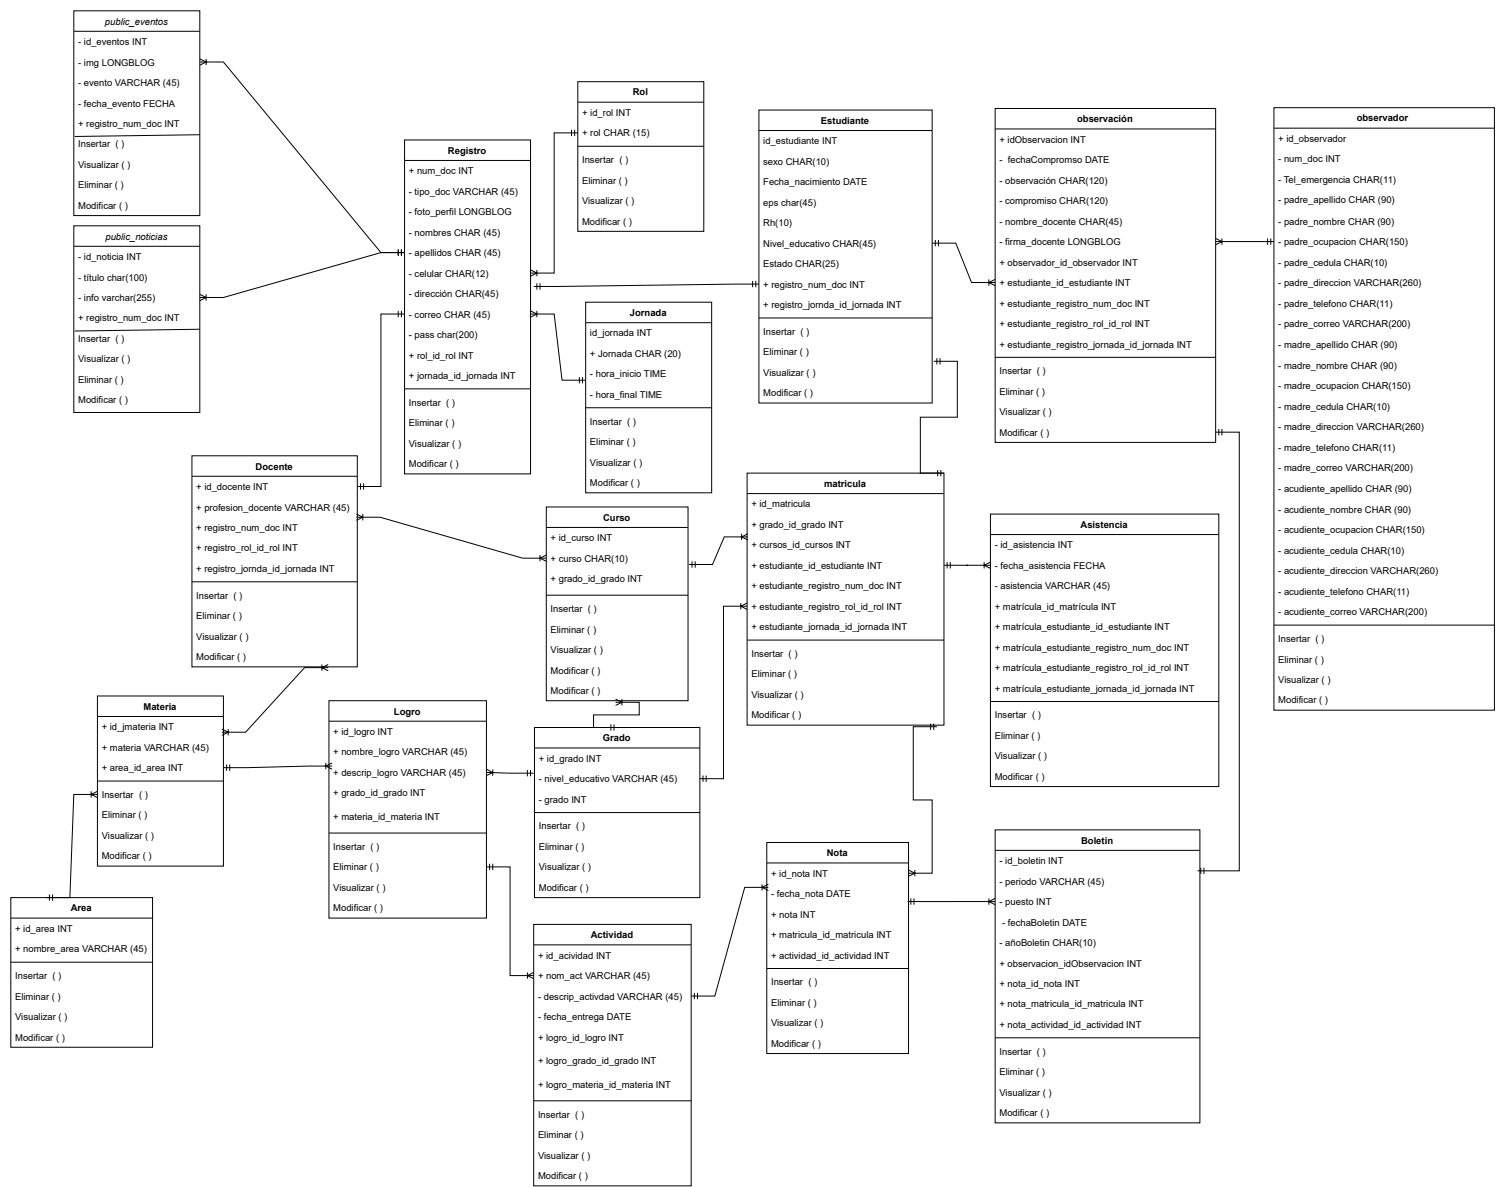 public_eventos
- id_eventos INT
- img LONGBLOG
- evento VARCHAR (45)
- fecha_evento FECHA
+ registro_num_doc INT
Insertar ( )
Visualizar ( )
Eliminar ( )
Modificar ( )
public_noticias
- id_noticia INT
- título char(100)
- info varchar(255)
+ registro_num_doc INT
Insertar ( )
Visualizar ( )
Eliminar ( )
Modificar ( )
Registro
+ num_doc INT
- tipo_doc VARCHAR (45)
- foto_perfil LONGBLOG
- nombres CHAR (45)
- apellidos CHAR (45)
- celular CHAR(12)
- dirección CHAR(45)
- correo CHAR (45)
- pass char(200)
+ rol_id_rol INT
+ jornada_id_jornada INT
Insertar ( )
Eliminar ( )
Visualizar ( )
Modificar ( )
Rol
+ id_rol INT
+ rol CHAR (15)
Insertar ( )
Eliminar ( )
Visualizar ( )
Modificar ( )
Jornada
id_jornada INT
+ Jornada CHAR (20)
- hora_inicio TIME
- hora_final TIME
Insertar ( )
Eliminar ( )
Visualizar ( )
Modificar ( )
Estudiante
id_estudiante INT
sexo CHAR(10)
Fecha_nacimiento DATE
eps char(45)
Rh(10)
Nivel_educativo CHAR(45)
Estado CHAR(25)
+ registro_num_doc INT
+ registro_jornda_id_jornada INT
Insertar ( )
Eliminar ( )
Visualizar ( )
Modificar ( )
observación
+ idObservacion INT
- fechaCompromso DATE
- observación CHAR(120)
- compromiso CHAR(120)
- nombre_docente CHAR(45)
- firma_docente LONGBLOG
+ observador_id_observador INT
+ estudiante_id_estudiante INT
+ estudiante_registro_num_doc INT
+ estudiante_registro_rol_id_rol INT
+ estudiante_registro_jornada_id_jornada INT
Insertar ( )
Eliminar ( )
Visualizar ( )
Modificar ( )
observador
+ id_observador
- num_doc INT
- Tel_emergencia CHAR(11)
- padre_apellido CHAR (90)
- padre_nombre CHAR (90)
- padre_ocupacion CHAR(150)
- padre_cedula CHAR(10)
- padre_direccion VARCHAR(260)
- padre_telefono CHAR(11)
- padre_correo VARCHAR(200)
- madre_apellido CHAR (90)
- madre_nombre CHAR (90)
- madre_ocupacion CHAR(150)
- madre_cedula CHAR(10)
- madre_direccion VARCHAR(260)
- madre_telefono CHAR(11)
- madre_correo VARCHAR(200)
- acudiente_apellido CHAR (90)
- acudiente_nombre CHAR (90)
- acudiente_ocupacion CHAR(150)
- acudiente_cedula CHAR(10)
- acudiente_direccion VARCHAR(260)
- acudiente_telefono CHAR(11)
- acudiente_correo VARCHAR(200)
Insertar ( )
Eliminar ( )
Visualizar ( )
Modificar ( )
Docente
+ id_docente INT
+ profesion_docente VARCHAR (45)
+ registro_num_doc INT
+ registro_rol_id_rol INT
+ registro_jornda_id_jornada INT
Insertar ( )
Eliminar ( )
Visualizar ( )
Modificar ( )
Curso
+ id_curso INT
+ curso CHAR(10)
+ grado_id_grado INT
Insertar ( )
Eliminar ( )
Visualizar ( )
Modificar ( )
Modificar ( )
matricula
+ id_matricula
+ grado_id_grado INT
+ cursos_id_cursos INT
+ estudiante_id_estudiante INT
+ estudiante_registro_num_doc INT
+ estudiante_registro_rol_id_rol INT
+ estudiante_jornada_id_jornada INT
Insertar ( )
Eliminar ( )
Visualizar ( )
Modificar ( )
Asistencia
- id_asistencia INT
- fecha_asistencia FECHA
- asistencia VARCHAR (45)
+ matrícula_id_matrícula INT
+ matrícula_estudiante_id_estudiante INT
+ matrícula_estudiante_registro_num_doc INT
+ matrícula_estudiante_registro_rol_id_rol INT
+ matrícula_estudiante_jornada_id_jornada INT
Insertar ( )
Eliminar ( )
Visualizar ( )
Modificar ( )
Materia
+ id_jmateria INT
+ materia VARCHAR (45)
+ area_id_area INT
Insertar ( )
Eliminar ( )
Visualizar ( )
Modificar ( )
Logro
+ id_logro INT
+ nombre_logro VARCHAR (45)
+ descrip_logro VARCHAR (45)
+ grado_id_grado INT
+ materia_id_materia INT
Insertar ( )
Eliminar ( )
Visualizar ( )
Modificar ( )
Grado
+ id_grado INT
- nivel_educativo VARCHAR (45)
- grado INT
Insertar ( )
Eliminar ( )
Visualizar ( )
Modificar ( )
Area
+ id_area INT
+ nombre_area VARCHAR (45)
Insertar ( )
Eliminar ( )
Visualizar ( )
Modificar ( )
Actividad
+ id_acividad INT
+ nom_act VARCHAR (45)
- descrip_activdad VARCHAR (45)
- fecha_entrega DATE
+ logro_id_logro INT
+ logro_grado_id_grado INT
+ logro_materia_id_materia INT
Insertar ( )
Eliminar ( )
Visualizar ( )
Modificar ( )
Nota
+ id_nota INT
- fecha_nota DATE
+ nota INT
+ matricula_id_matricula INT
+ actividad_id_actividad INT
Insertar ( )
Eliminar ( )
Visualizar ( )
Modificar ( )
Boletin
- id_boletin INT
- periodo VARCHAR (45)
- puesto INT
- fechaBoletin DATE
- añoBoletin CHAR(10)
+ observacion_idObservacion INT
+ nota_id_nota INT
+ nota_matricula_id_matricula INT
+ nota_actividad_id_actividad INT
Insertar ( )
Eliminar ( )
Visualizar ( )
Modificar ( )